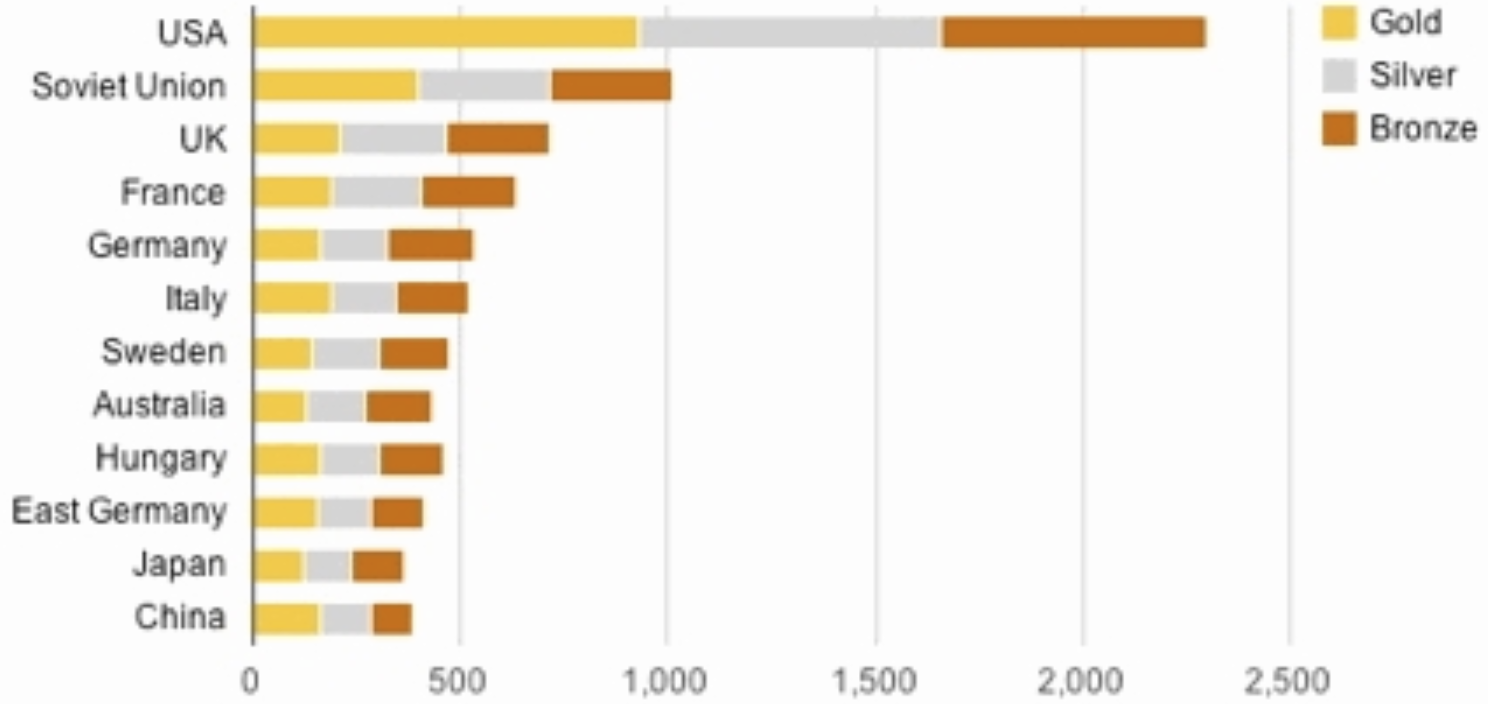 USA
Soviet Union
UK
France
Germany
Italy
Sweden
Australia
Hungary
East Germany
Japan
China
0 500 1,000 1,500 2,000 2,500
Gold
Silver
Bronze